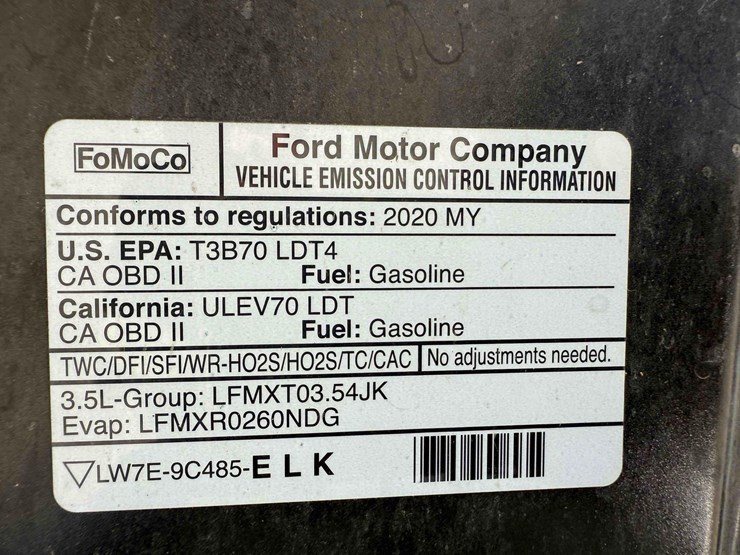 FoMoCo
Ford Motor Company
VEHICLE EMISSION CONTROL INFORMATION
Conforms to regulations: 2020 MY
U.S. EPA: T3B70 LDT4
CA OBD II Fuel: Gasoline
California: ULEV70 LDT
CA OBD II Fuel: Gasoline
TWC/DFI/SFI/WR-HO2S/HO2S/TC/CAC No adjustments needed.
3.5L-Group: LFMXT03.54JK
Evap: LFMXR0260NDG
LW7E-9C485-E L K